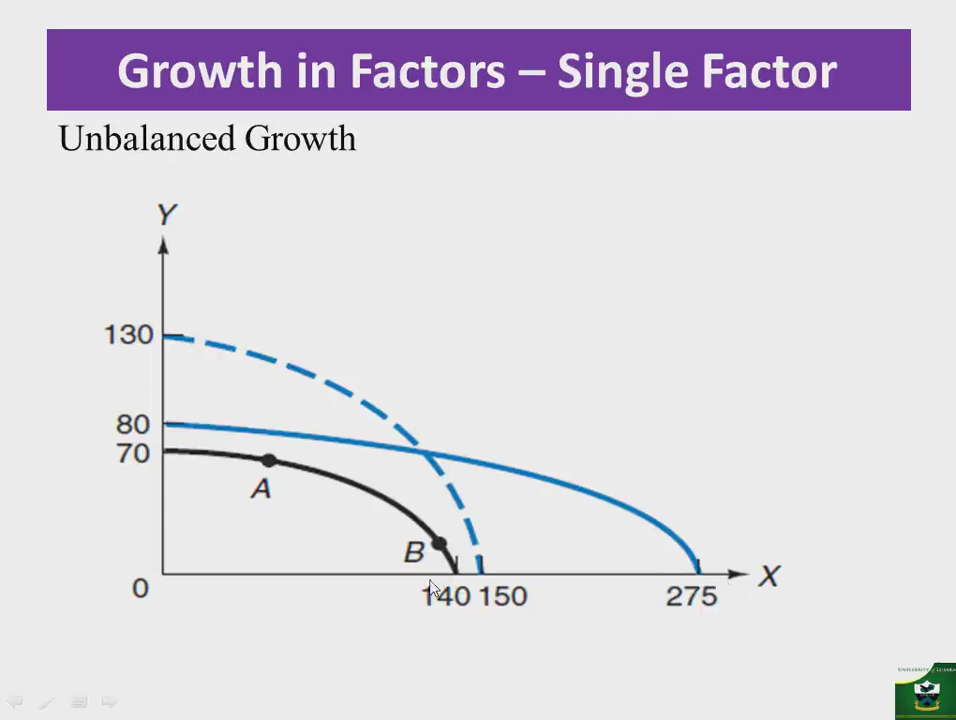 Growth in Factors – Single Factor
Unbalanced Growth
Y
130
80
70
A
B
0
140 150
275
X